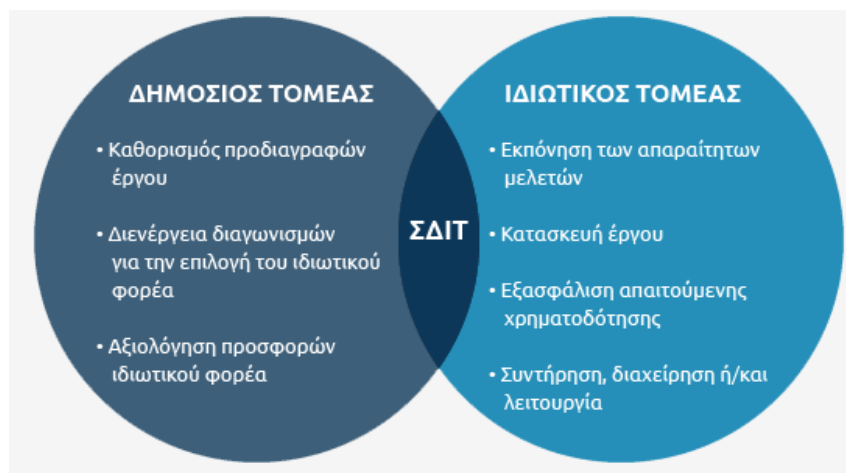 ΔΗΜΟΣΙΟΣ ΤΟΜΕΑΣ
• Καθορισμός προδιαγραφών
έργου
• Διενέργεια διαγωνισμών
για την επιλογή του ιδιωτικού
φορέα
• Αξιολόγηση προσφορών
ιδιωτικού φορέα
ΣΔΙΤ
ΙΔΙΩΤΙΚΟΣ ΤΟΜΕΑΣ
• Εκπόνηση των απαραίτητων
μελετών
• Κατασκευή έργου
• Εξασφάλιση απαιτούμενης
χρηματοδότησης
• Συντήρηση, διαχείρηση ή/και
λειτουργία